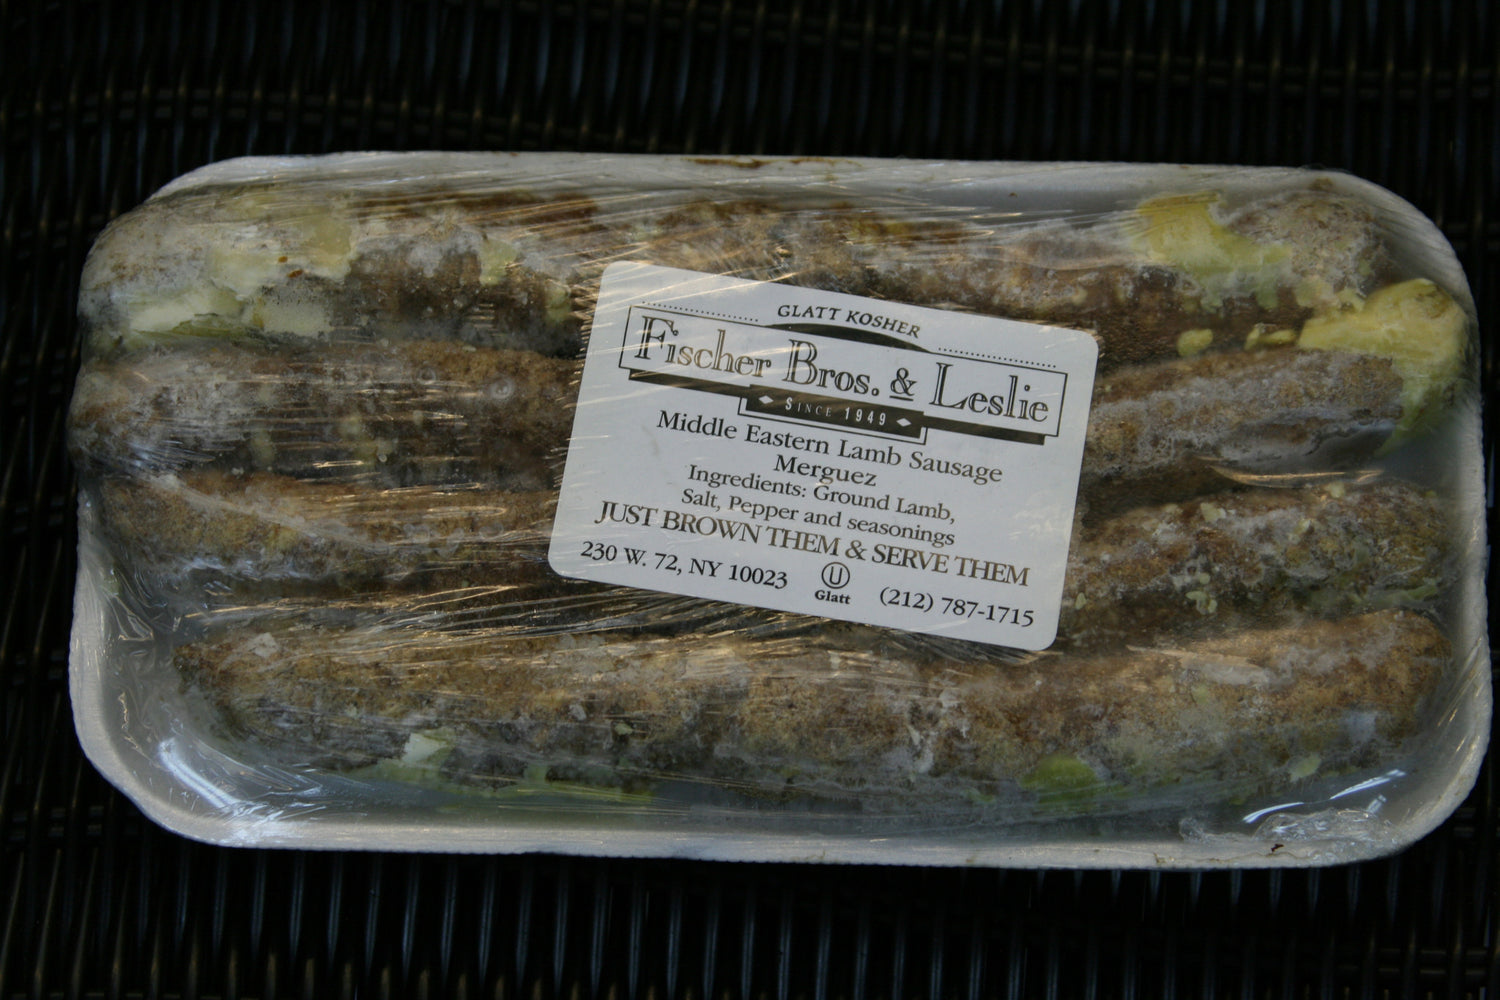 GLATT KOSHER
Fischer Bros. & Leslie
SINCE 1949
Middle Eastern Lamb Sausage
Merguez
Ingredients: Ground Lamb,
Salt, Pepper and seasonings
JUST BROWN THEM & SERVE THEM
230 W. 72, NY 10023 U (212) 787-1715
Glatt